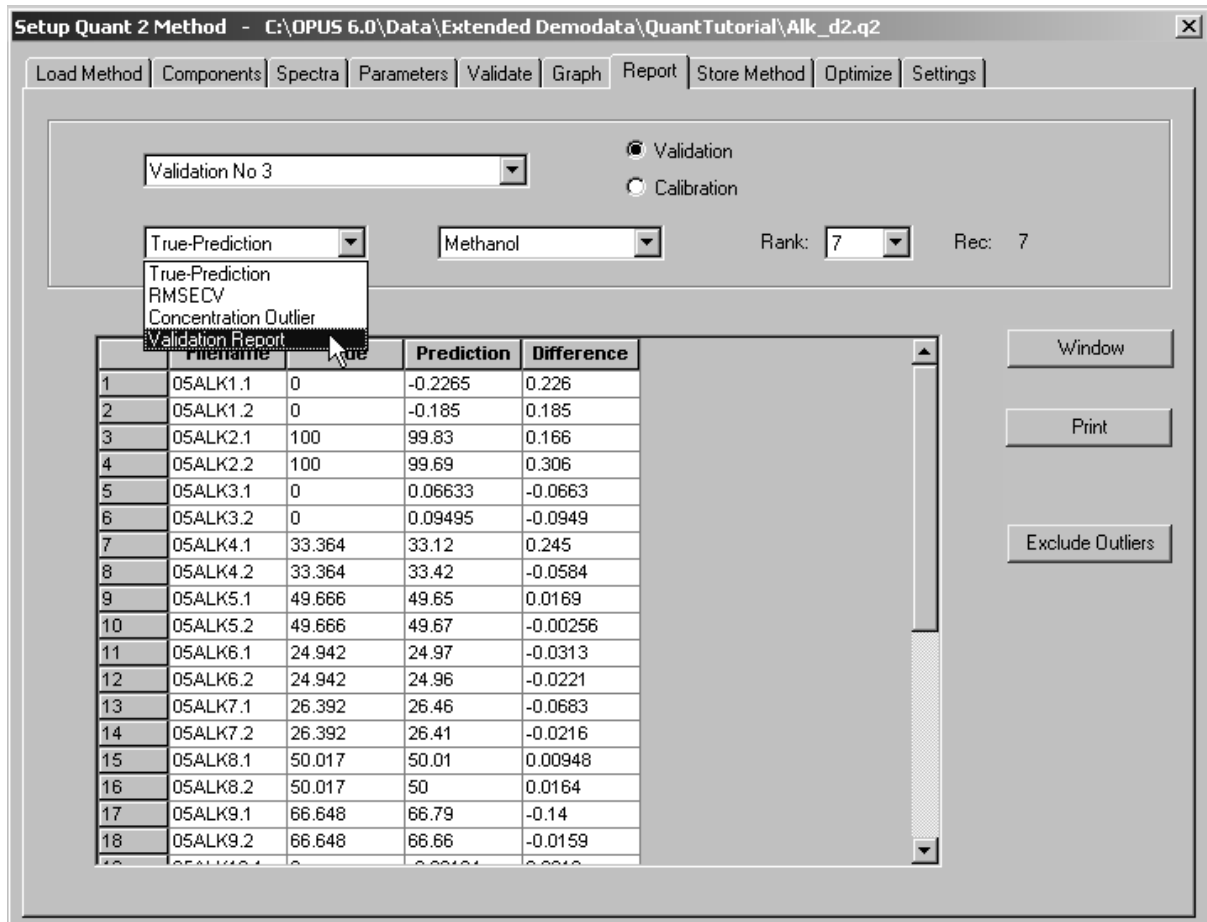 Setup Quant 2 Method - C:\OPUS 6.0\Data\Extended Demodata\QuantTutorial\Alk_d2.q2
Load Method Components Spectra Parameters Validate Graph Report Store Method Optimize Settings
Validation No 3
Validation
Calibration
True-Prediction Methanol Rank: 7 Rec: 7
True-Prediction
RMSECV
Concentration Outlier
Validation Report
Prediction Difference
1 05ALK1.1 0 -0.2265 0.226
2 05ALK1.2 0 -0.185 0.185
3 05ALK2.1 100 99.83 0.166
4 05ALK2.2 100 99.69 0.306
5 05ALK3.1 0 0.06633 -0.0663
6 05ALK3.2 0 0.09495 -0.0949
7 05ALK4.1 33.364 33.12 0.245
8 05ALK4.2 33.364 33.42 -0.0584
9 05ALK5.1 49.666 49.65 0.0169
10 05ALK5.2 49.666 49.67 -0.00256
11 05ALK6.1 24.942 24.97 -0.0313
12 05ALK6.2 24.942 24.96 -0.0221
13 05ALK7.1 26.392 26.46 -0.0683
14 05ALK7.2 26.392 26.41 -0.0216
15 05ALK8.1 50.017 50.01 0.00948
16 05ALK8.2 50.017 50 0.0164
17 05ALK9.1 66.648 66.79 -0.14
18 05ALK9.2 66.648 66.66 -0.0159
Window
Print
Exclude Outliers